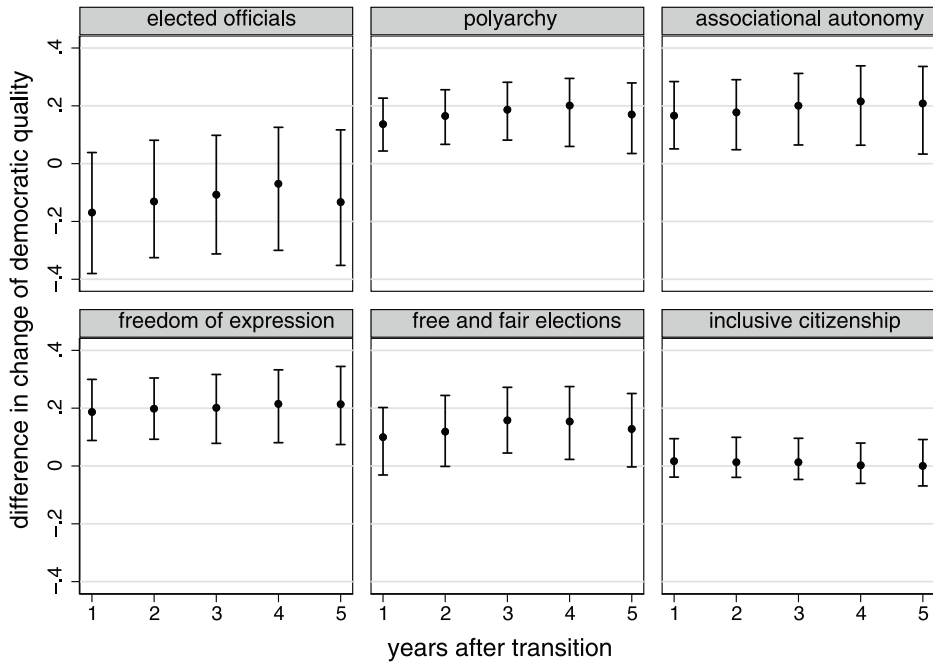 elected officials
polyarchy
associational autonomy
difference in change of democratic quality
.4
.2
0
-.2
-.4
freedom of expression
free and fair elections
inclusive citizenship
.4
.2
0
-.2
-.4
1 2 3 4 5
1 2 3 4 5
1 2 3 4 5
years after transition